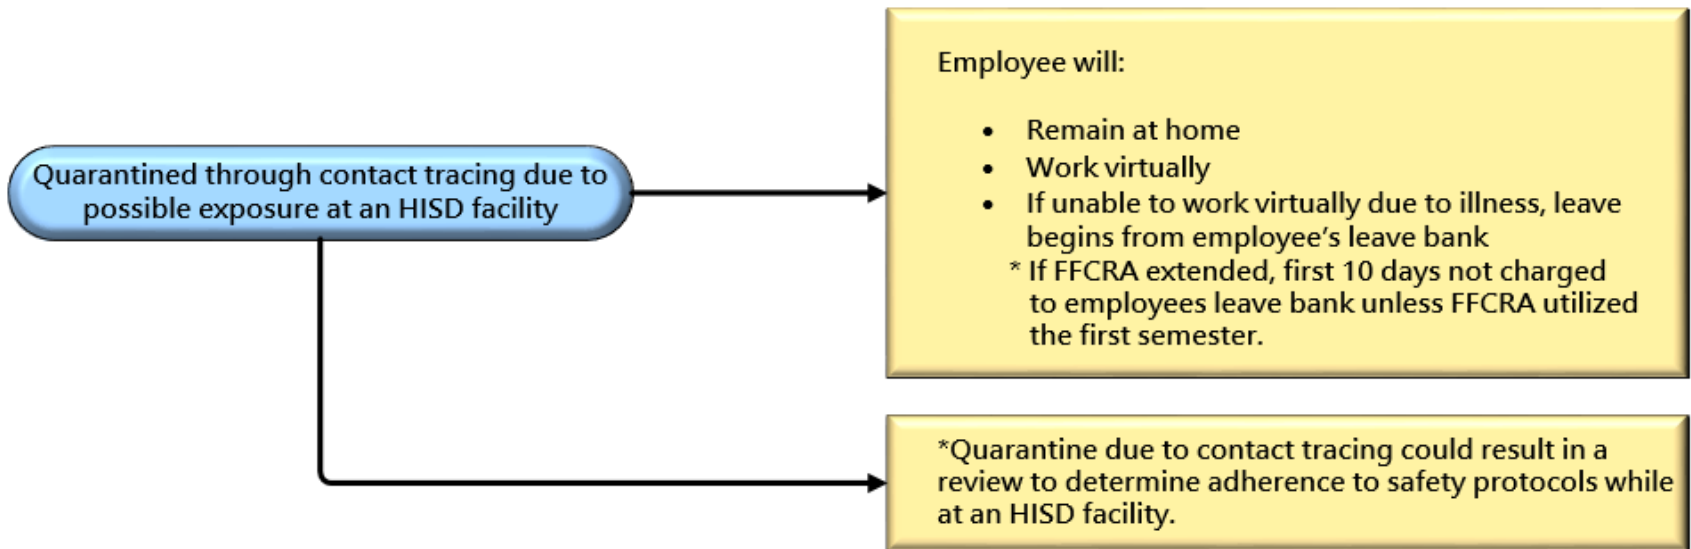 Quarantined through contact tracing due to
possible exposure at an HISD facility
Employee will:
• Remain at home
• Work virtually
• If unable to work virtually due to illness, leave
begins from employee's leave bank
* If FFCRA extended, first 10 days not charged
to employees leave bank unless FFCRA utilized
the first semester.
*Quarantine due to contact tracing could result in a
review to determine adherence to safety protocols while
at an HISD facility.